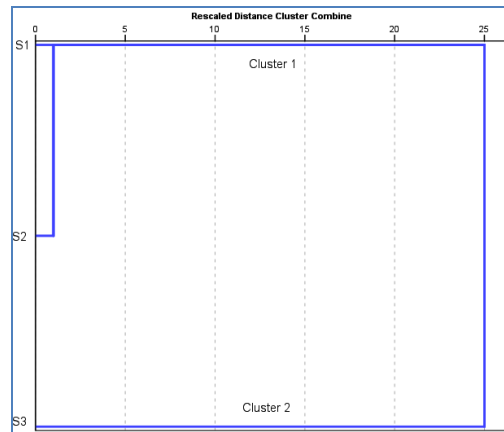 Rescaled Distance Cluster Combine
0 5 10 15 20 25
S1
Cluster 1
S2
Cluster 2
S3